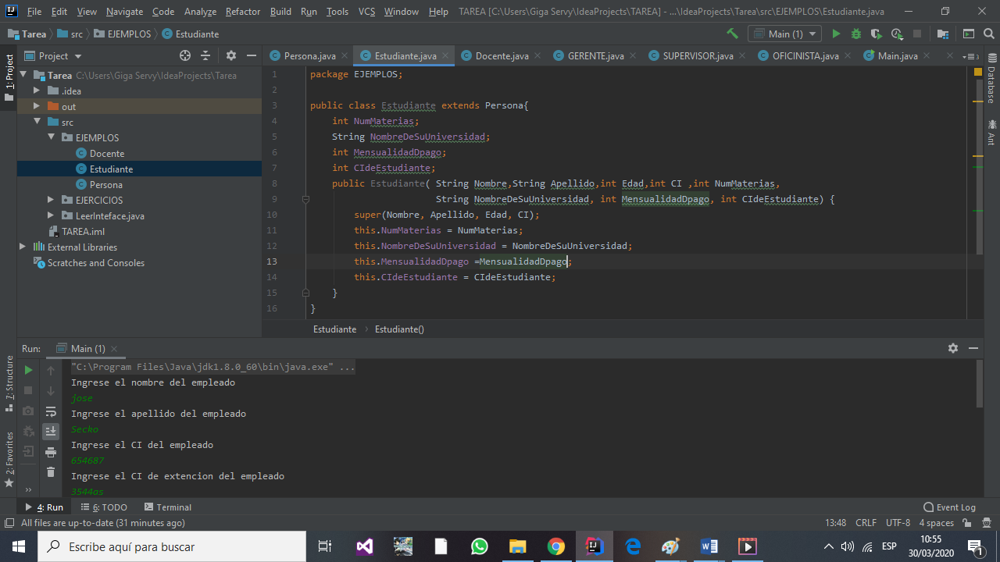 File Edit View Navigate Code Analyze Refactor Build Run Tools VCS Window Help TAREA [C:\Users\Giga Servy\IdeaProjects\TAREA] - ...\IdeaProjects\Tarea\src\EJEMPLOS\Estudiante.java
Tarea src EJEMPLOS Estudiante Main (1)
1: Project
Project
Persona.java Estudiante.java Docente.java GERENTE.java SUPERVISOR.java OFICINISTA.java Main.java
Tarea C:\Users\Giga Servy\IdeaProjects\Tarea
.idea
out
src
EJEMPLOS
Docente
Estudiante
Persona
EJERCICIOS
LeerInteface.java
TAREA.iml
External Libraries
Scratches and Consoles
1 package EJEMPLOS;
2
3 public class Estudiante extends Persona{
4 int NumMaterias;
5 String NombreDeSuUniversidad;
6 int MensualidadDpago;
7 int CIdeEstudiante;
8 public Estudiante( String Nombre,String Apellido,int Edad,int CI ,int NumMaterias,
9 String NombreDeSuUniversidad, int MensualidadDpago, int CIdeEstudiante) {
10 super(Nombre, Apellido, Edad, CI);
11 this.NumMaterias = NumMaterias;
12 this.NombreDeSuUniversidad = NombreDeSuUniversidad;
13 this.MensualidadDpago =MensualidadDpago;
14 this.CIdeEstudiante = CIdeEstudiante;
15 }
16 }
Estudiante Estudiante()
Database
Ant
Run: Main (1)
"C:\Program Files\Java\jdk1.8.0_60\bin\java.exe" ...
Ingrese el nombre del empleado
jose
Ingrese el apellido del empleado
Secko
Ingrese el CI del empleado
654687
Ingrese el CI de extencion del empleado
3544as
7: Structure
2: Favorites
4: Run 6: TODO Terminal Event Log
All files are up-to-date (31 minutes ago) 13:48 CRLF UTF-8 4 spaces
Escribe aquí para buscar
ESP
10:55
30/03/2020
1